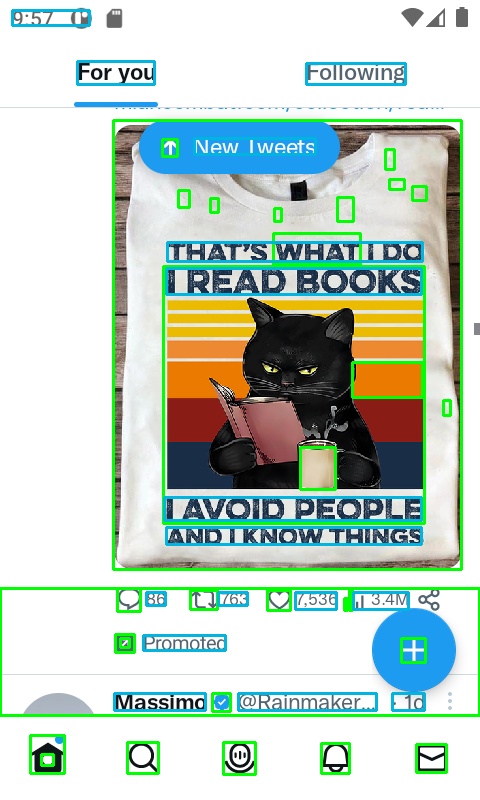 9:57
For you
Following
New Tweets
THAT'S WHAT I DO
I READ BOOKS
I AVOID PEOPLE
AND I KNOW THINGS
86 763 7,536 3.4M
Promoted
Massimo @Rainmaker... · 1d